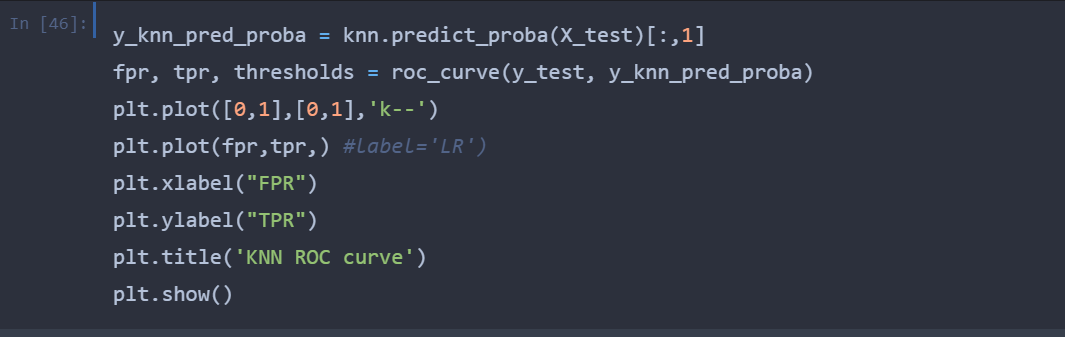 In [46]:
y_knn_pred_proba = knn.predict_proba(X_test)[:,1]
fpr, tpr, thresholds = roc_curve(y_test, y_knn_pred_proba)
plt.plot([0,1],[0,1],'k--')
plt.plot(fpr,tpr,) #label='LR')
plt.xlabel("FPR")
plt.ylabel("TPR")
plt.title('KNN ROC curve')
plt.show()